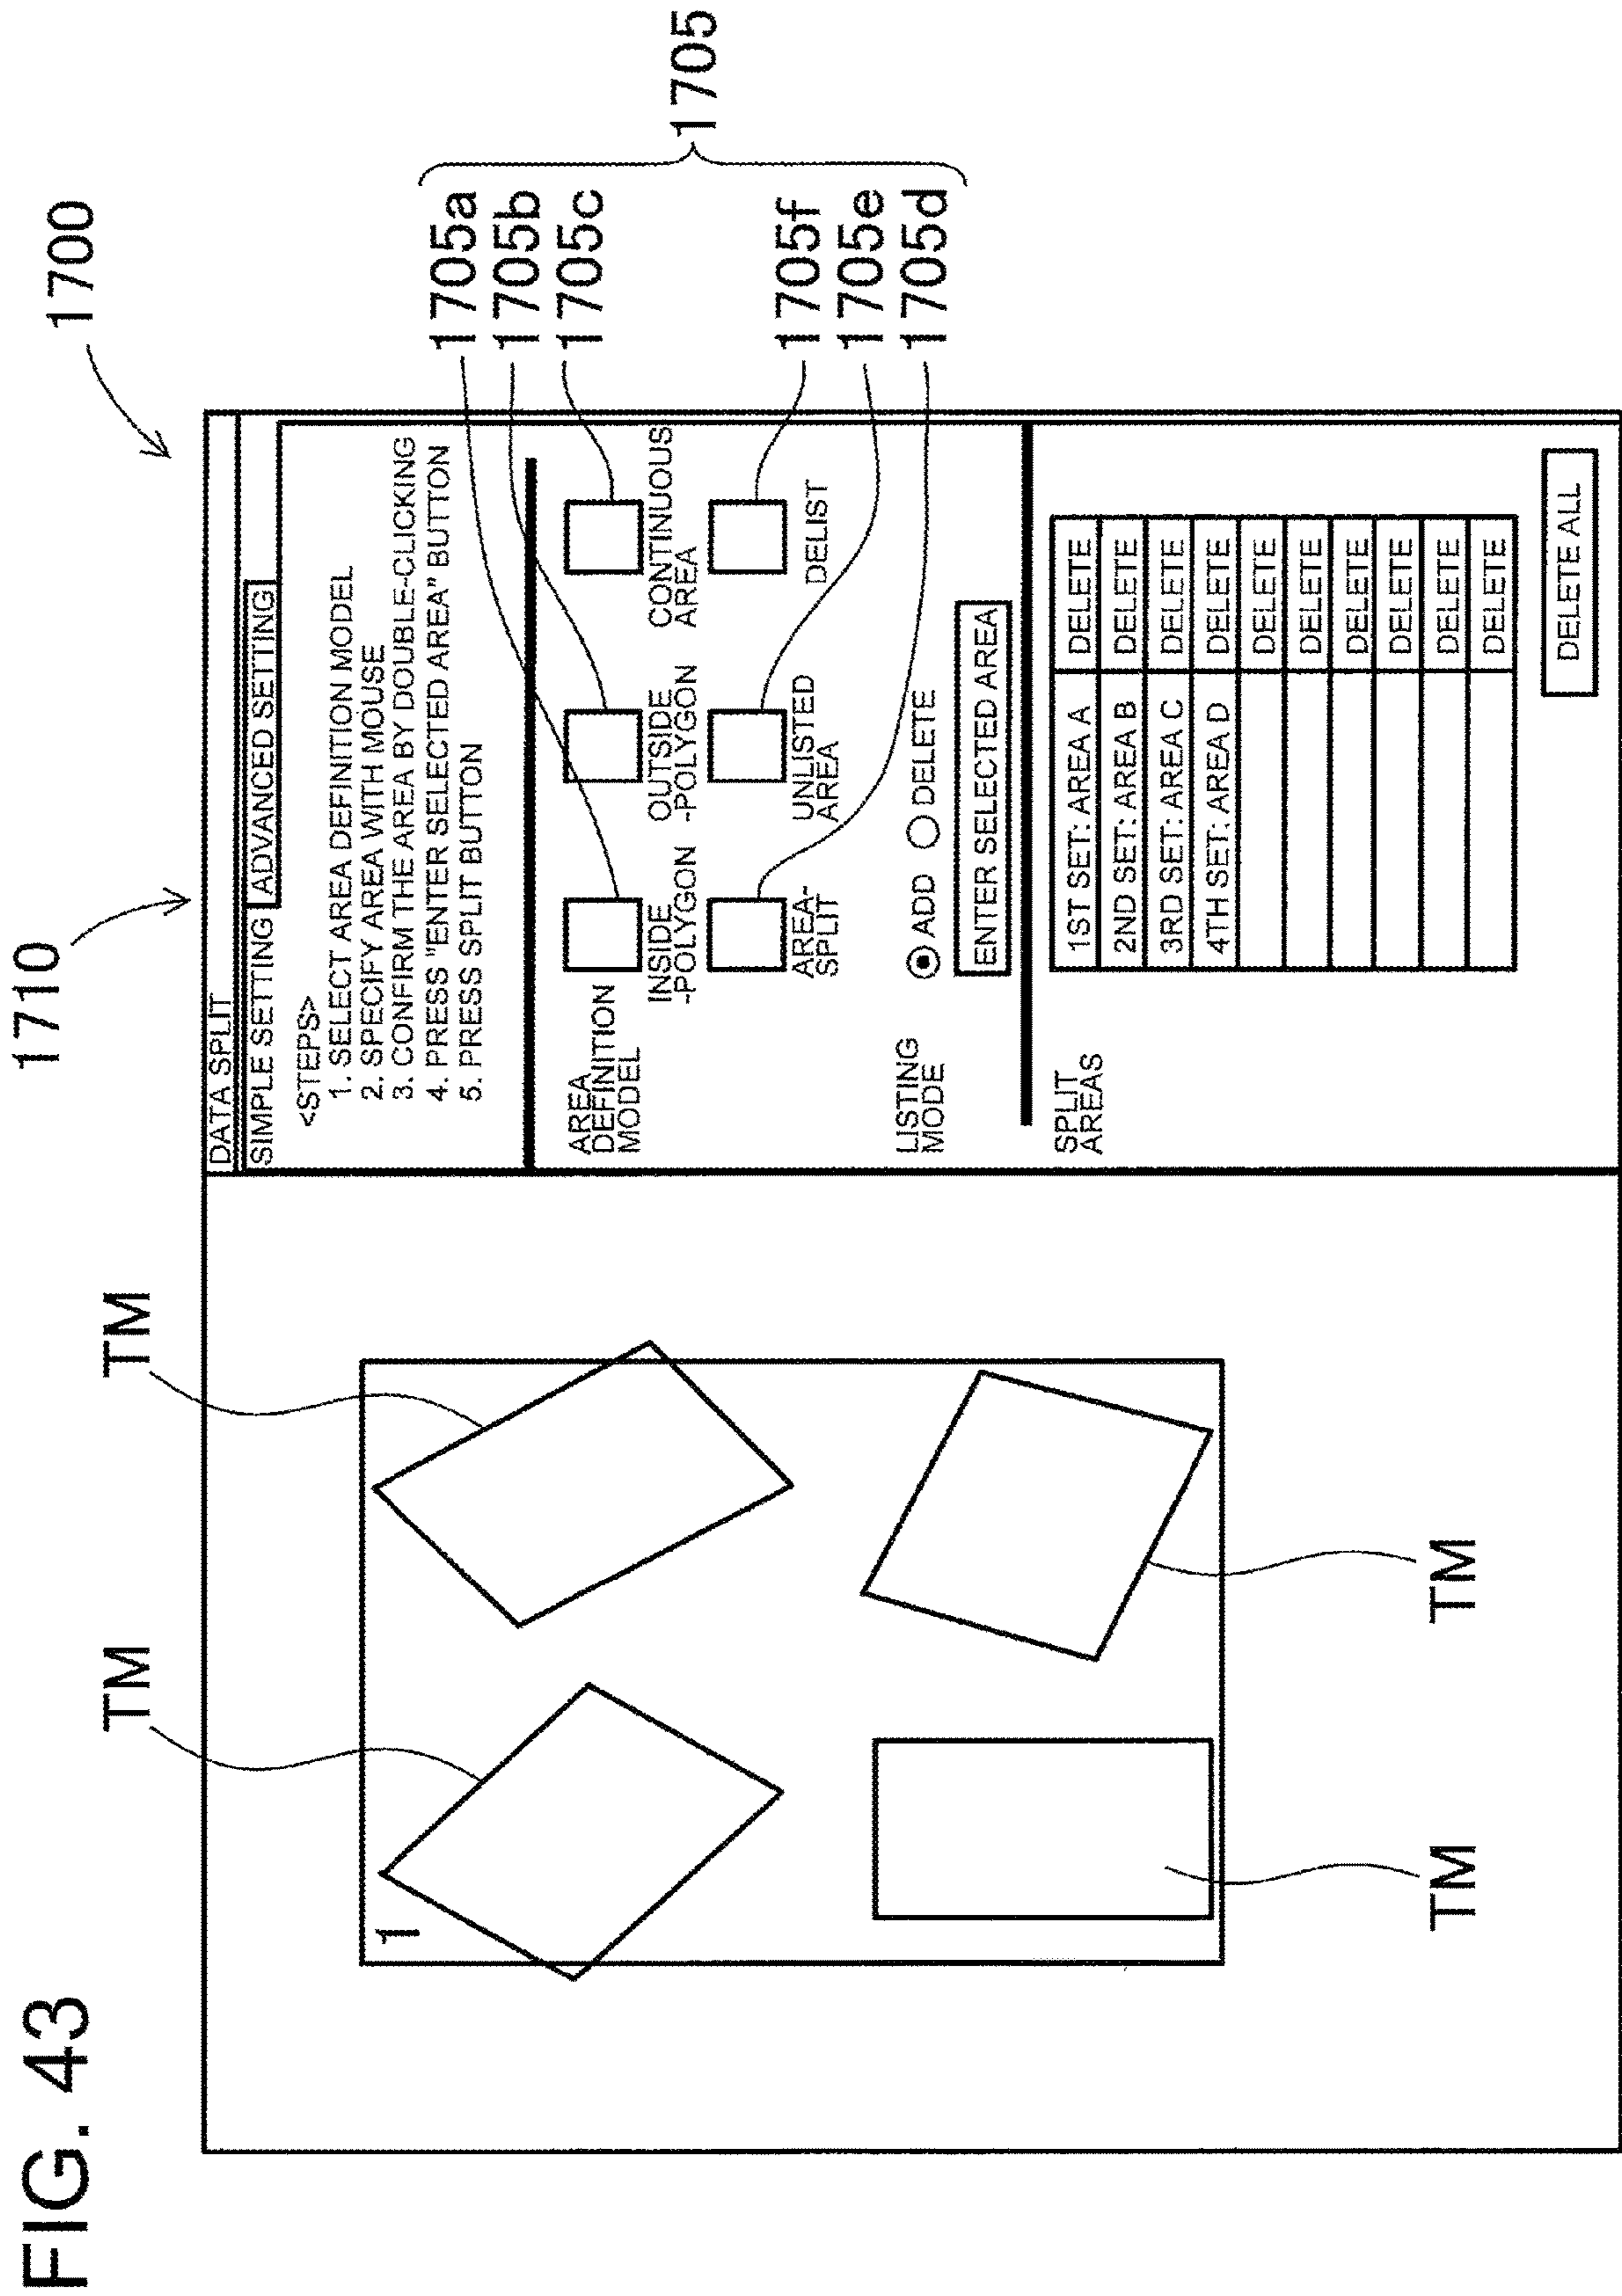 FIG. 43
1710
1700
TM
TM
1
TM
TM
DATA SPLIT
SIMPLE SETTING ADVANCED SETTING
<STEPS>
1. SELECT AREA DEFINITION MODEL
2. SPECIFY AREA WITH MOUSE
3. CONFIRM THE AREA BY DOUBLE-CLICKING
4. PRESS "ENTER SELECTED AREA" BUTTON
5. PRESS SPLIT BUTTON
AREA
DEFINITION
MODEL
INSIDE
-POLYGON
OUTSIDE
-POLYGON
CONTINUOUS
AREA
AREA-
SPLIT
UNLISTED
AREA
DELIST
LISTING
MODE
ADD DELETE
ENTER SELECTED AREA
SPLIT
AREAS
1ST SET: AREA A DELETE
2ND SET: AREA B DELETE
3RD SET: AREA C DELETE
4TH SET: AREA D DELETE
DELETE
DELETE
DELETE
DELETE
DELETE
DELETE
DELETE ALL
1705a
1705b
1705c
1705f
1705e
1705d
1705